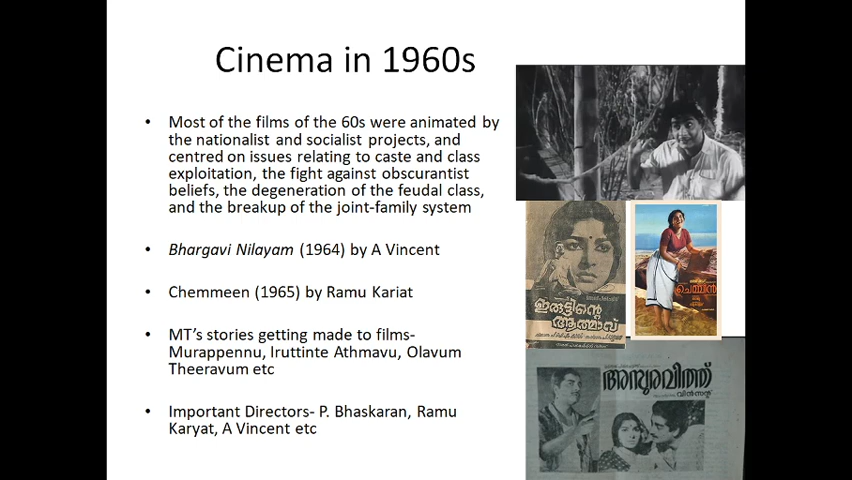 Cinema in 1960s
• Most of the films of the 60s were animated by
the nationalist and socialist projects, and
centred on issues relating to caste and class
exploitation, the fight against obscurantist
beliefs, the degeneration of the feudal class,
and the breakup of the joint-family system
• Bhargavi Nilayam (1964) by A Vincent
• Chemmeen (1965) by Ramu Kariat
• MT’s stories getting made to films-
Murappennu, Iruttinte Athmavu, Olavum
Theeravum etc
• Important Directors- P. Bhaskaran, Ramu
Karyat, A Vincent etc
ഇരുട്ടിന്റെ
ആത്മാവ്
ചെമ്മീൻ
അസുരവിത്ത്
വിൻസന്റ്